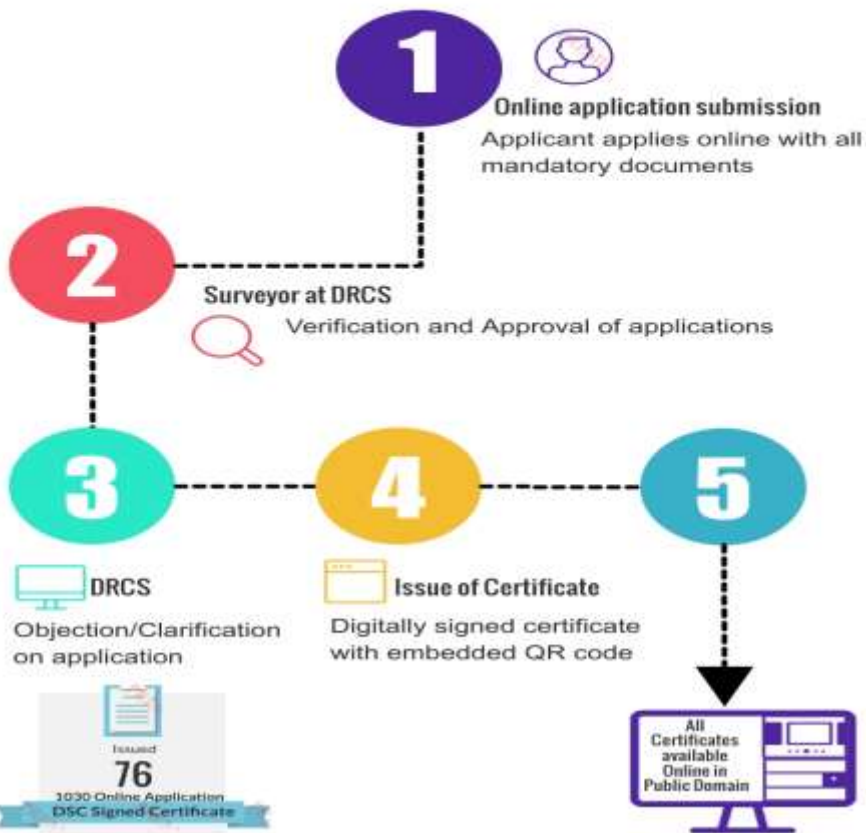 1
Online application submission
Applicant applies online with all
mandatory documents
2
Surveyor at DRCS
Verification and Approval of applications
3
4
5
DRCS
Objection/Clarification
on application
Issue of Certificate
Digitally signed certificate
with embedded QR code
Issued
76
1030 Online Application
DSC Signed Certificate
All
Certificates
available
Online in
Public Domain